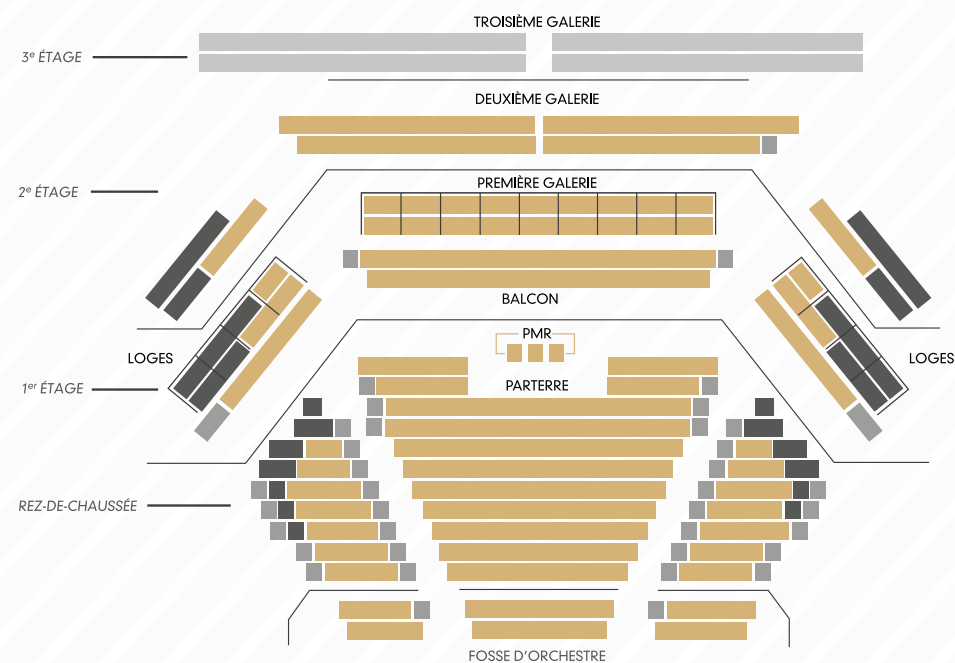 TROISIÈME GALERIE
3e ÉTAGE
DEUXIÈME GALERIE
2e ÉTAGE
PREMIÈRE GALERIE
BALCON
PMR
LOGES
LOGES
1er ÉTAGE
PARTERRE
REZ-DE-CHAUSSÉE
FOSSE D'ORCHESTRE